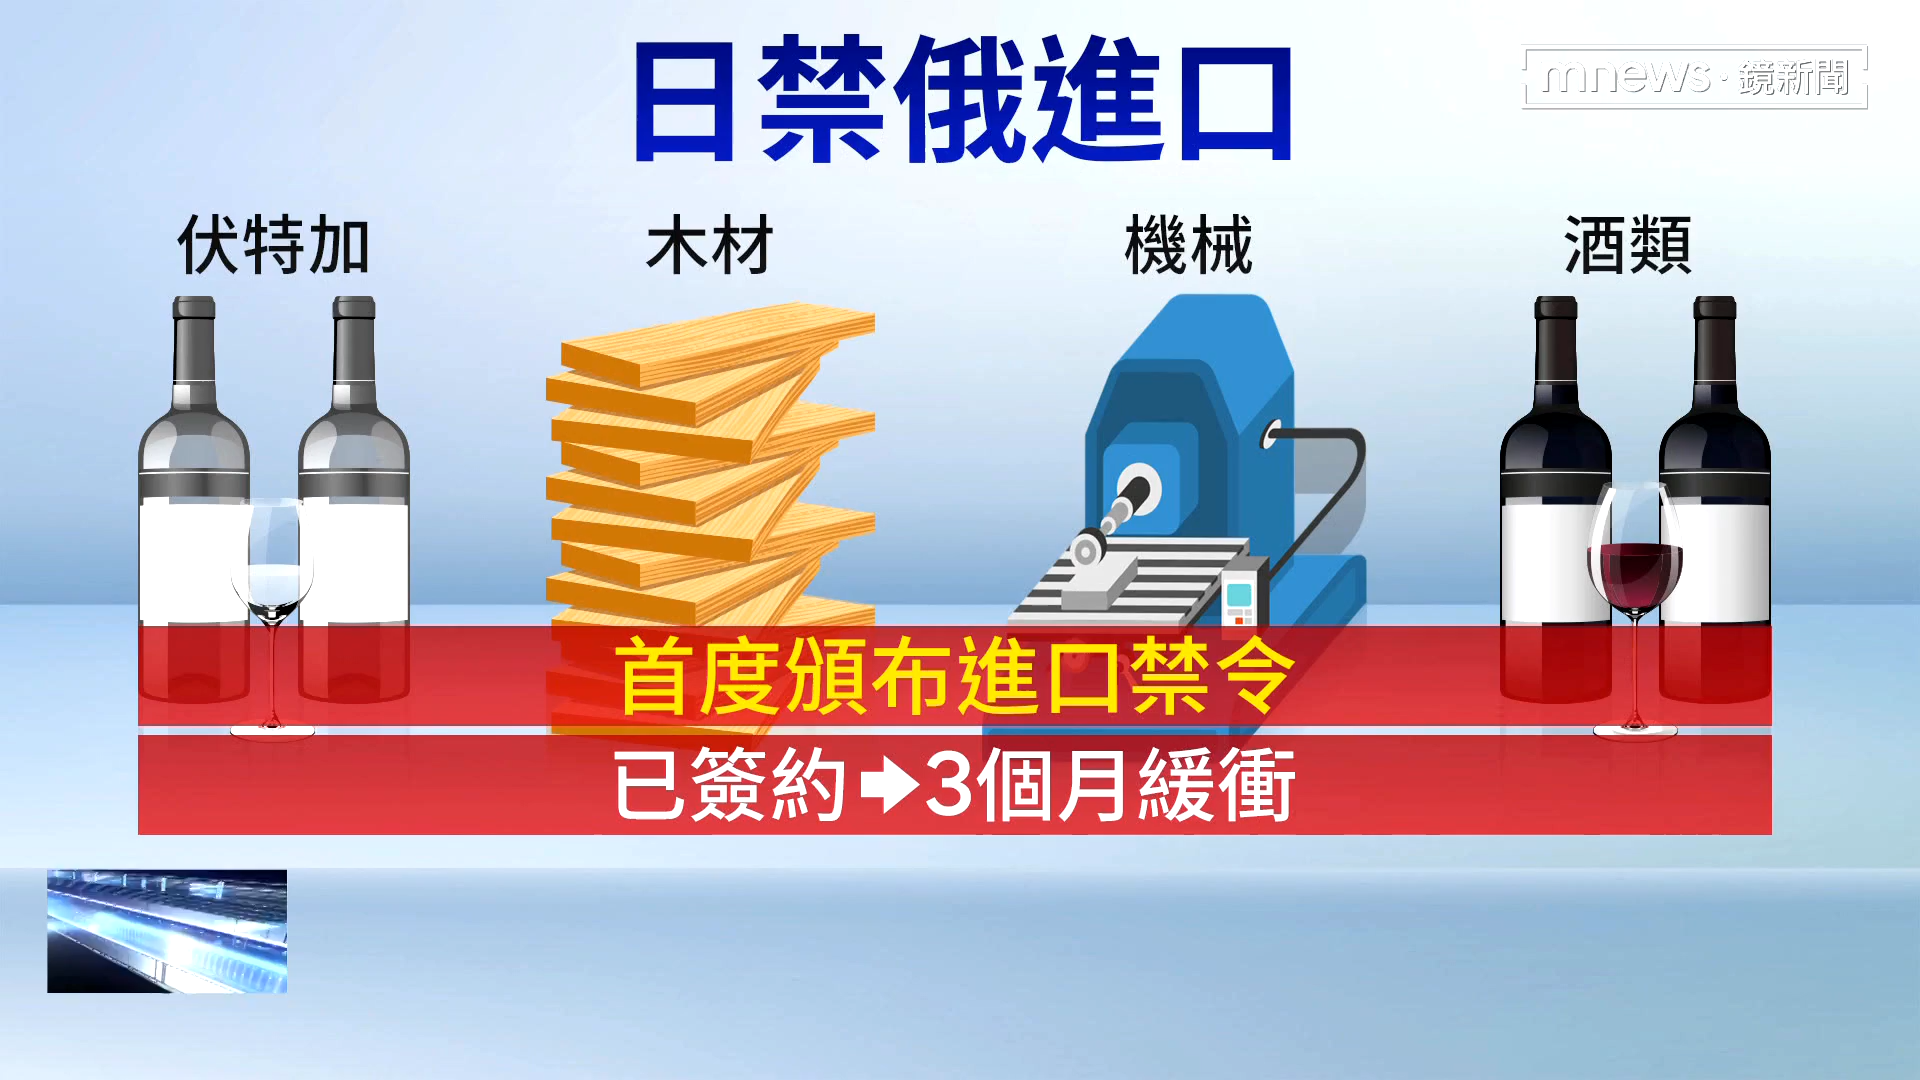 日禁俄進口
mnews·鏡新聞
伏特加
木材
機械
酒類
首度頒布進口禁令
已簽約➡3個月緩衝